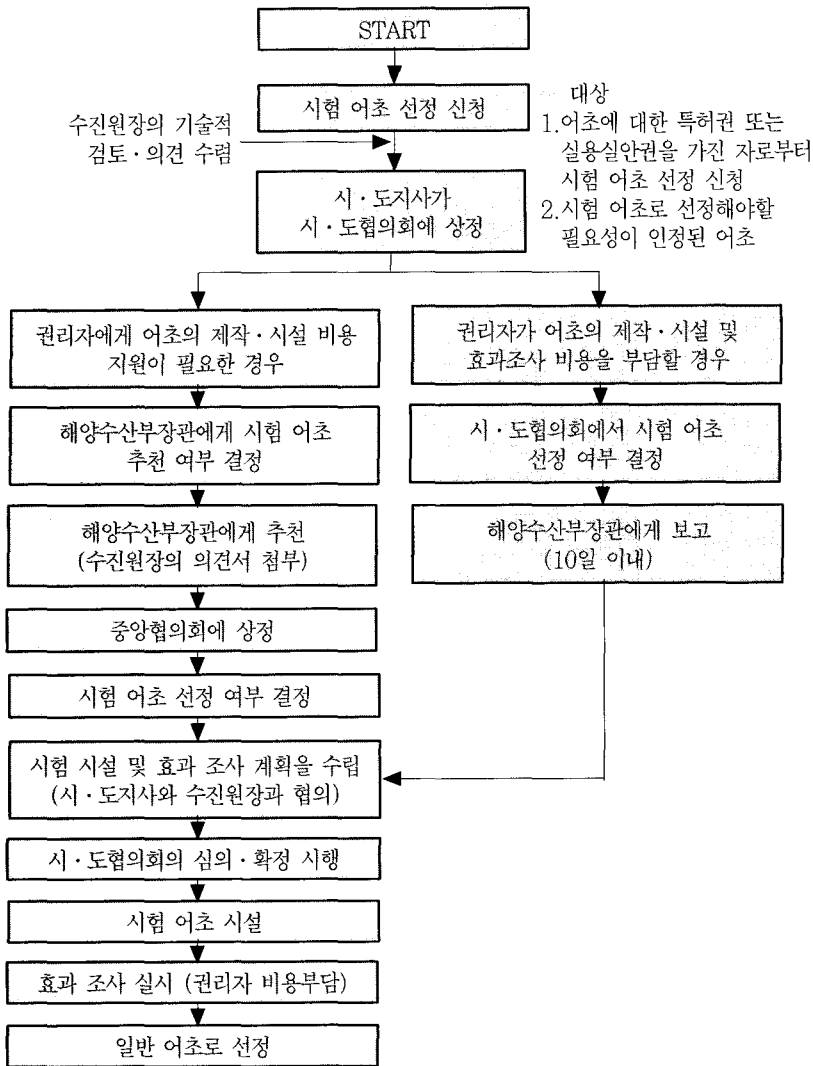 START
시험 어초 선정 신청
수진원장의 기술적
검토·의견 수렴
대상
1.어초에 대한 특허권 또는
실용실안권을 가진 자로부터
시험 어초 선정 신청
2.시험 어초로 선정해야할
필요성이 인정된 어초
시·도지사가
시·도협의회에 상정
권리자에게 어초의 제작·시설 비용
지원이 필요한 경우
권리자가 어초의 제작·시설 및
효과조사 비용을 부담할 경우
해양수산부장관에게 시험 어초
추천 여부 결정
시·도협의회에서 시험 어초
선정 여부 결정
해양수산부장관에게 추천
(수진원장의 의견서 첨부)
해양수산부장관에게 보고
(10일 이내)
중앙협의회에 상정
시험 어초 선정 여부 결정
시험 시설 및 효과 조사 계획을 수립
(시·도지사와 수진원장과 협의)
시·도협의회의 심의·확정 시행
시험 어초 시설
효과 조사 실시 (권리자 비용부담)
일반 어초로 선정